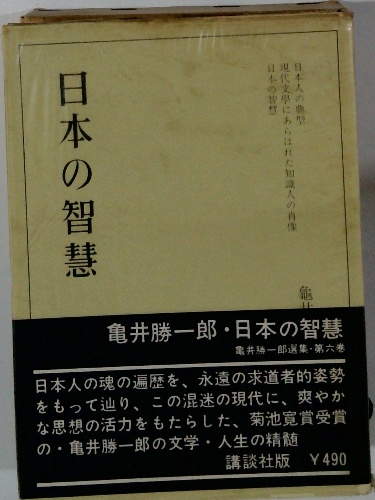 日本の智慧
日本人の典型
現代文學にあらはれた知識人の肖像
日本の智慧
龜井
亀井勝一郎・日本の智慧
亀井勝一郎選集・第六巻
日本人の魂の遍歴を、永遠の求道者的姿勢
をもって辿り、この混迷の現代に、爽やか
な思想の活力をもたらした、菊池寛賞受賞
の・亀井勝一郎の文学・人生の精髄
講談社版 ￥490